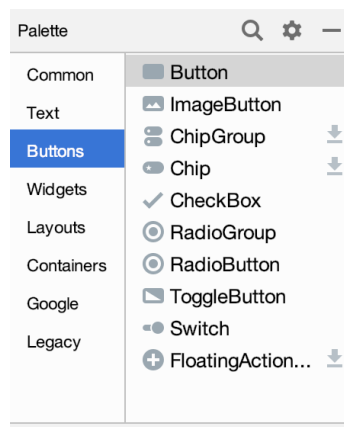 Palette
Common
Text
Buttons
Widgets
Layouts
Containers
Google
Legacy
Button
ImageButton
ChipGroup
Chip
CheckBox
RadioGroup
RadioButton
ToggleButton
Switch
FloatingAction...